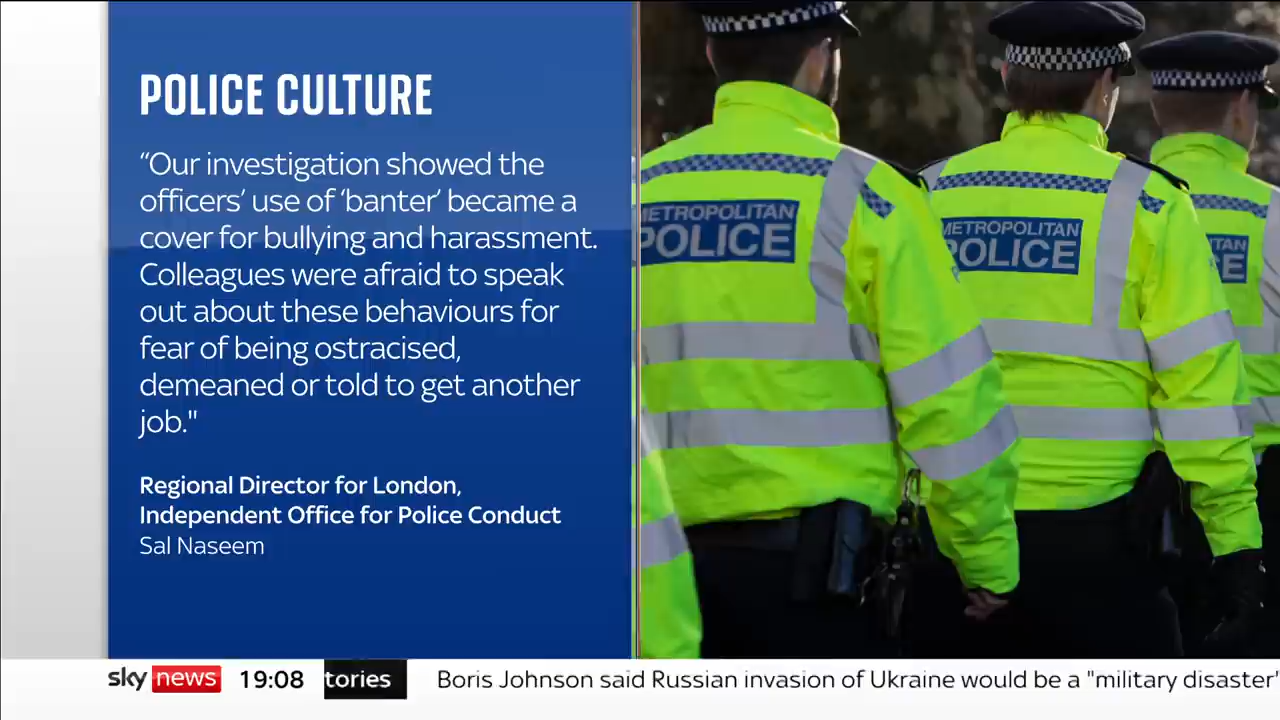 POLICE CULTURE
“Our investigation showed the
officers’ use of ‘banter’ became a
cover for bullying and harassment.
Colleagues were afraid to speak
out about these behaviours for
fear of being ostracised,
demeaned or told to get another
job."
Regional Director for London,
Independent Office for Police Conduct
Sal Naseem
METROPOLITAN
POLICE
METROPOLITAN
POLICE
TAN
CE
sky news 19:08 tories Boris Johnson said Russian invasion of Ukraine would be a "military disaster"